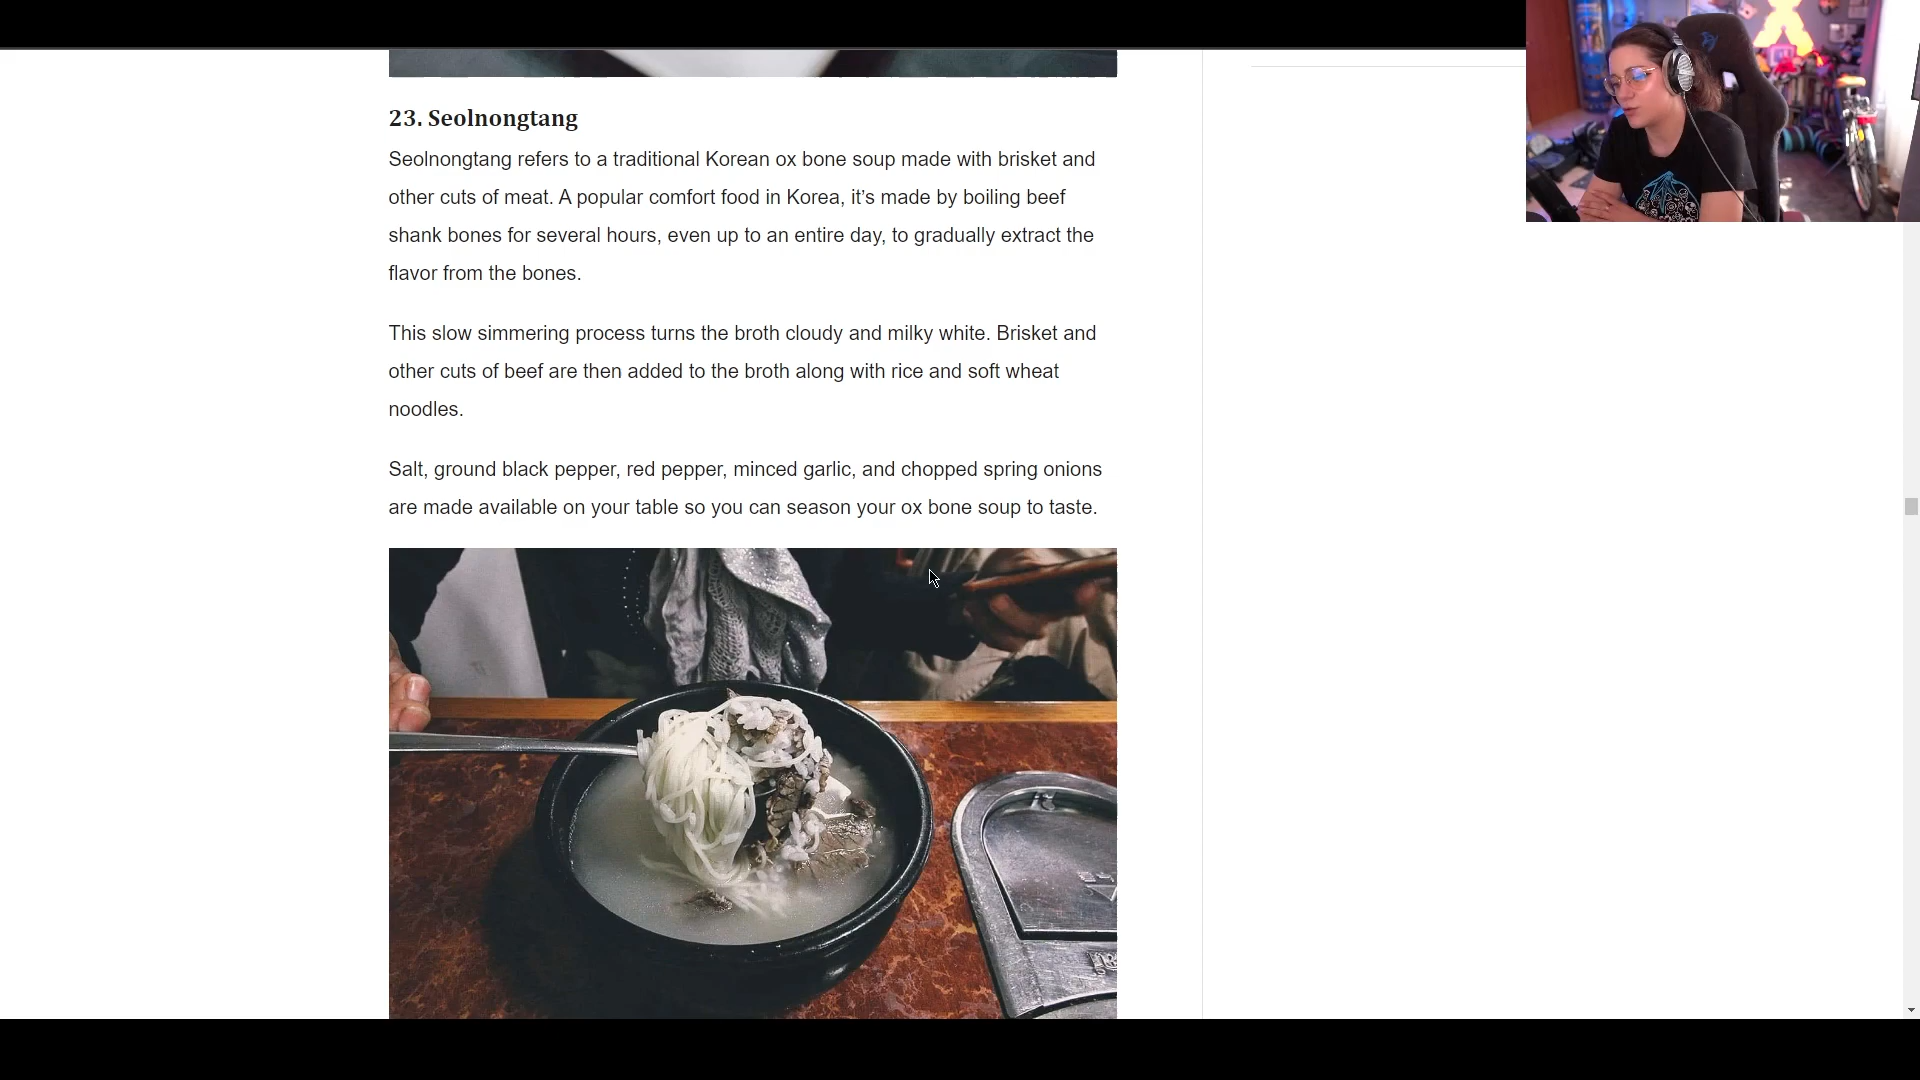 23. Seolnongtang
Seolnongtang refers to a traditional Korean ox bone soup made with brisket and
other cuts of meat. A popular comfort food in Korea, it’s made by boiling beef
shank bones for several hours, even up to an entire day, to gradually extract the
flavor from the bones.
This slow simmering process turns the broth cloudy and milky white. Brisket and
other cuts of beef are then added to the broth along with rice and soft wheat
noodles.
Salt, ground black pepper, red pepper, minced garlic, and chopped spring onions
are made available on your table so you can season your ox bone soup to taste.